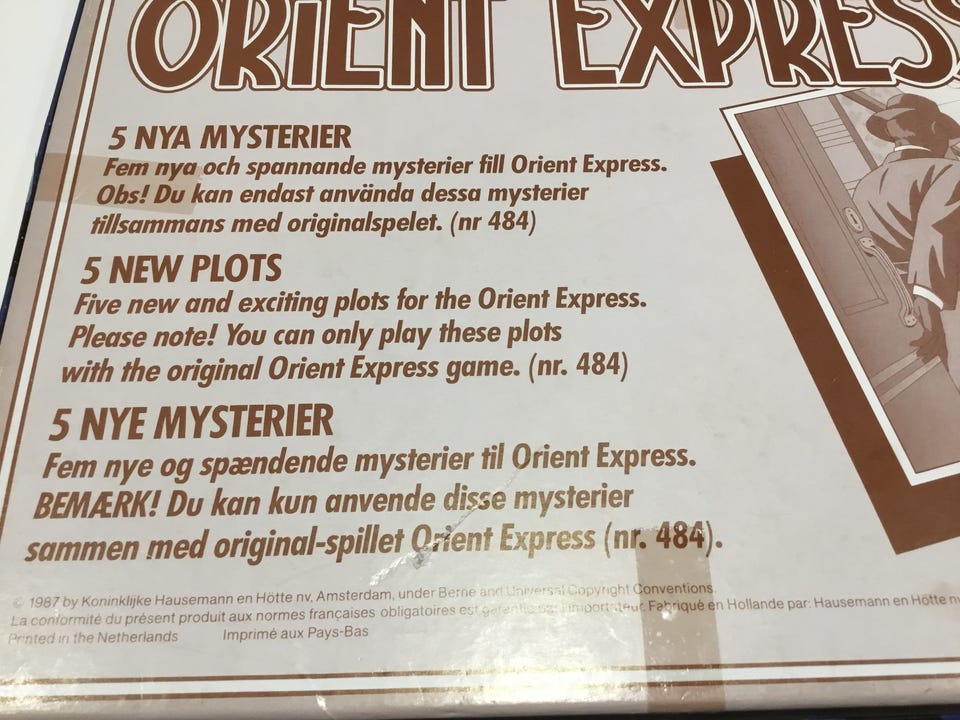 ORIENT EXPRESS
5 NYA MYSTERIER
Fem nya och spannande mysterier fill Orient Express.
Obs! Du kan endast använda dessa mysterier
tillsammans med originalspelet. (nr 484)
5 NEW PLOTS
Five new and exciting plots for the Orient Express.
Please note! You can only play these plots
with the original Orient Express game. (nr. 484)
5 NYE MYSTERIER
Fem nye og spændende mysterier til Orient Express.
BEMÆRK! Du kan kun anvende disse mysterier
sammen med original-spillet Orient Express (nr. 484).
© 1987 by Koninklijke Hausemann en Hötte nv, Amsterdam, under Berne and Universal Copyright Conventions.
La conformité du présent produit aux normes françaises obligatoires est garantie par l'importateur. Fabriqué en Hollande par: Hausemann en Hötte nv
Printed in the Netherlands Imprimé aux Pays-Bas